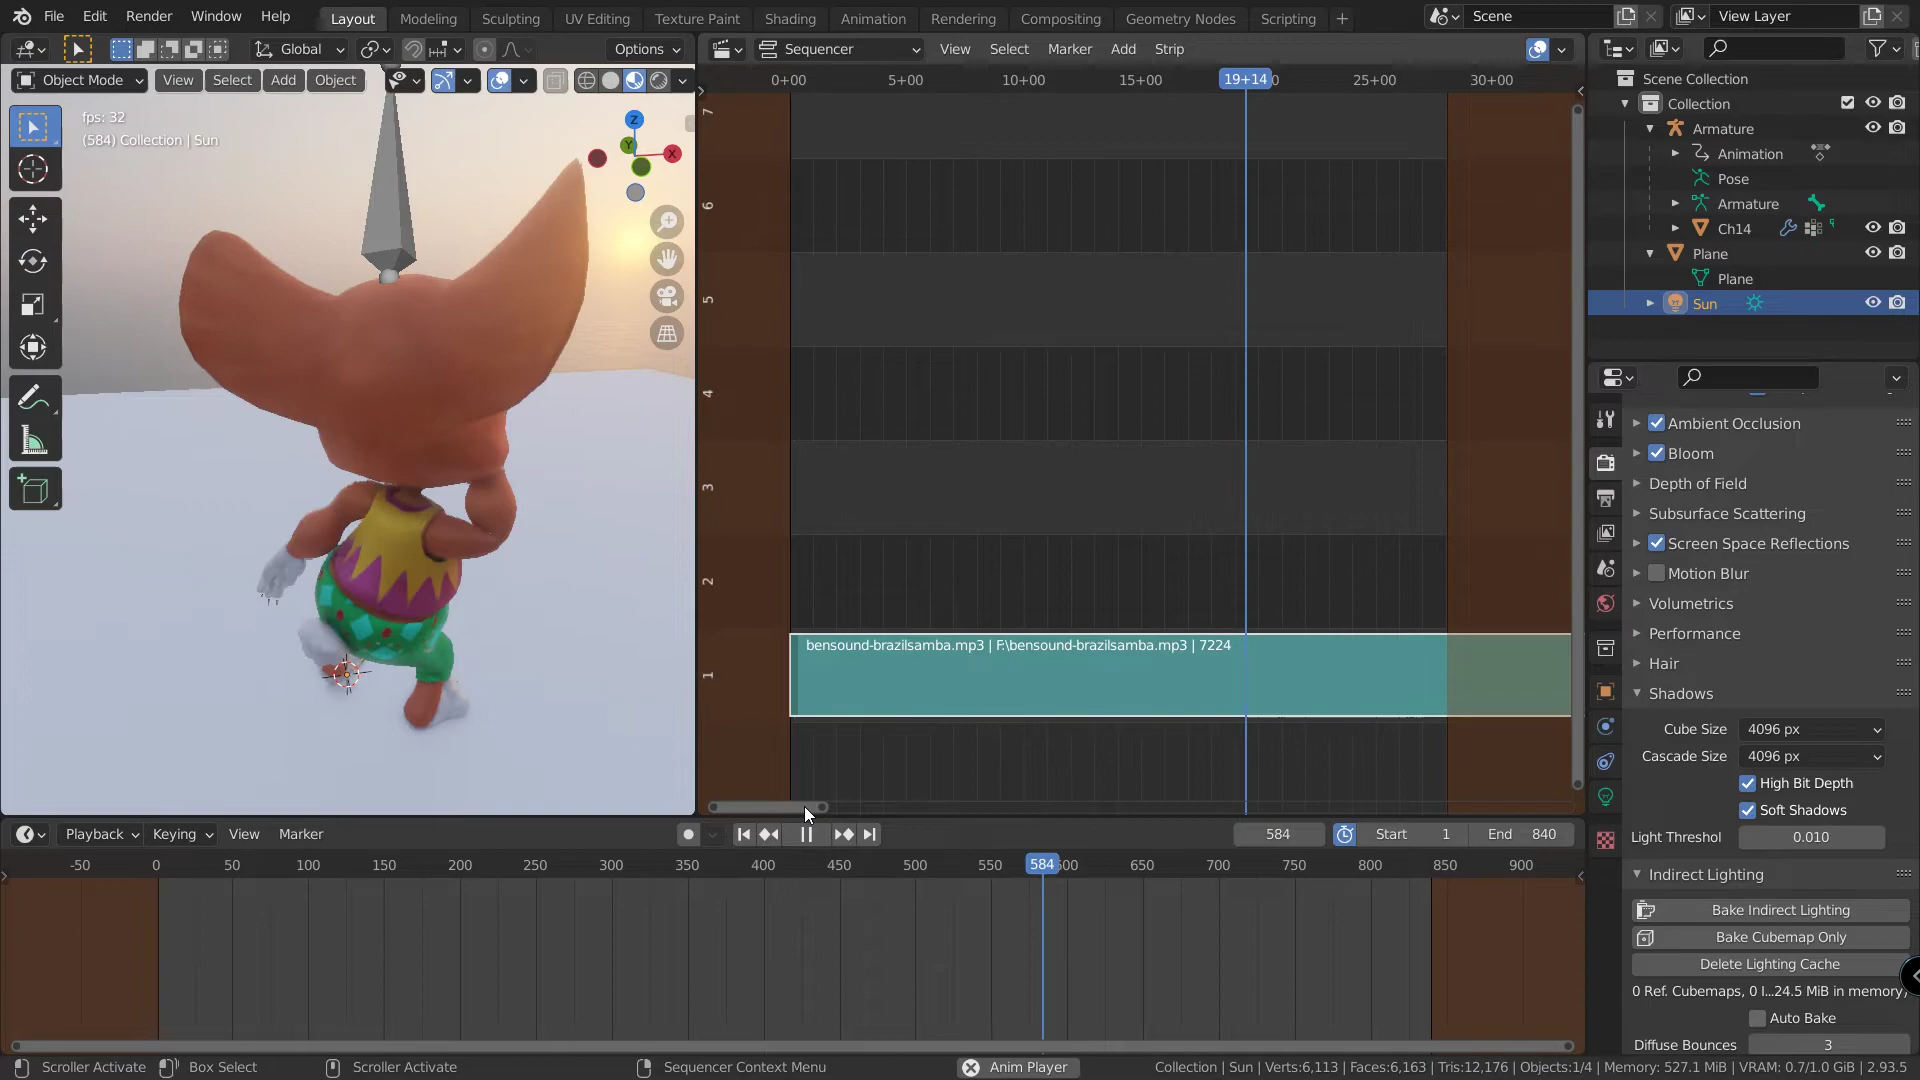 File Edit Render Window Help Layout Modeling Sculpting UV Editing Texture Paint Shading Animation Rendering Compositing Geometry Nodes Scripting + Scene View Layer
Global Options Sequencer View Select Marker Add Strip
Object Mode View Select Add Object
0+00 5+00 10+00 15+00 19+14 25+00 30+00
fps: 32
(584) Collection | Sun
Z
Y
X
7
6
5
4
3
2
1
bensound-brazilsamba.mp3 | F:\bensound-brazilsamba.mp3 | 7224
Scene Collection
Collection
Armature
Animation
Pose
Armature
Ch14
Plane
Plane
Sun
Ambient Occlusion
Bloom
Depth of Field
Subsurface Scattering
Screen Space Reflections
Motion Blur
Volumetrics
Performance
Hair
Shadows
Cube Size 4096 px
Cascade Size 4096 px
High Bit Depth
Soft Shadows
Light Threshol 0.010
Indirect Lighting
Bake Indirect Lighting
Bake Cubemap Only
Delete Lighting Cache
0 Ref. Cubemaps, 0 I...24.5 MiB in memory)
Auto Bake
Diffuse Bounces 3
Playback Keying View Marker 584 Start 1 End 840
-50 0 50 100 150 200 250 300 350 400 450 500 550 584 650 700 750 800 850 900
Scroller Activate Box Select Scroller Activate Sequencer Context Menu Anim Player Collection | Sun | Verts:6,113 | Faces:6,163 | Tris:12,176 | Objects:1/4 | Memory: 527.1 MiB | VRAM: 0.7/1.0 GiB | 2.93.5